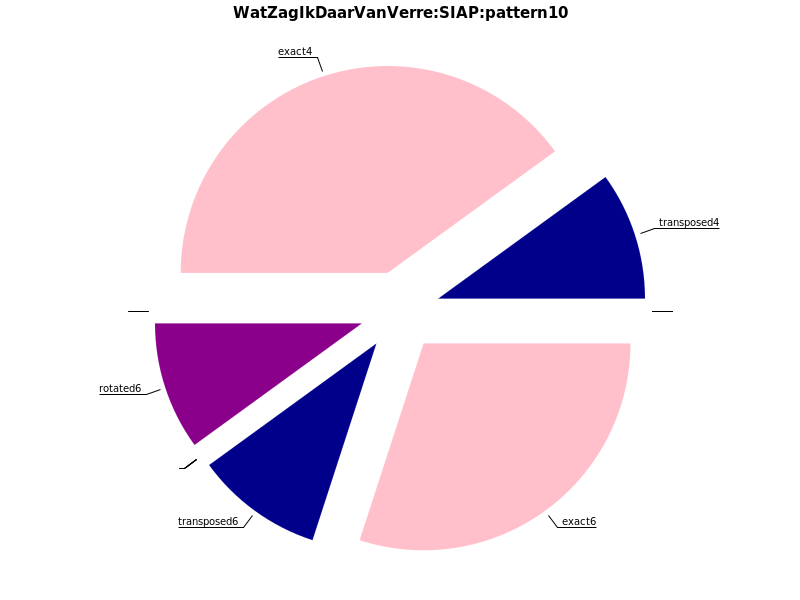 WatZagIkDaarVanVerre:SIAP:pattern10
exact4
transposed4
rotated6
transposed6
exact6